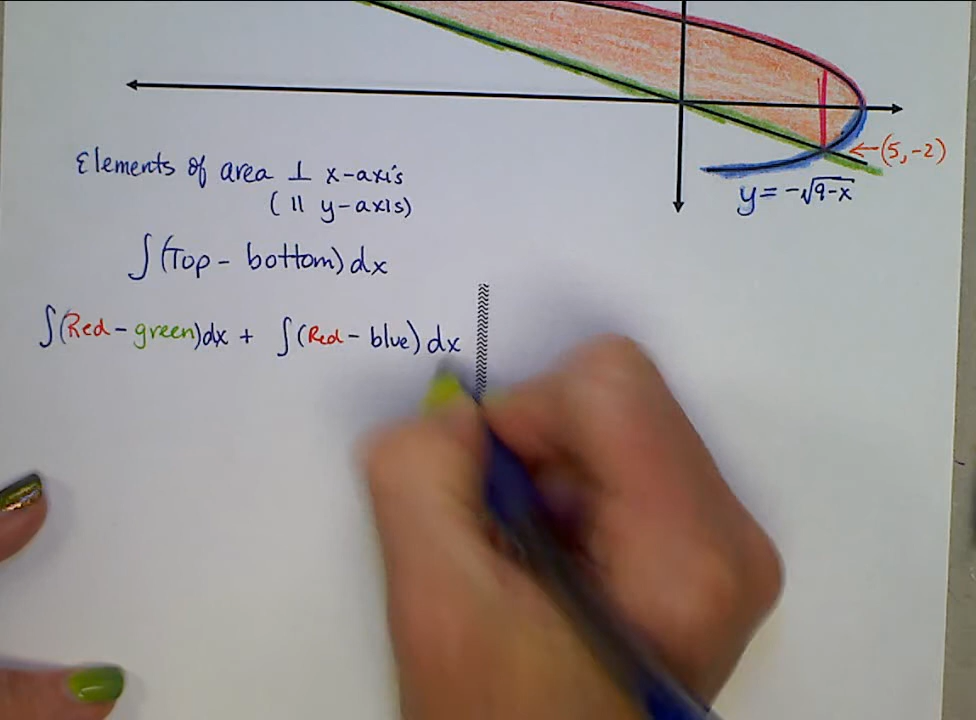 (5,-2)
y = -√9-x
Elements of area ⊥ x-axis
( || y-axis)
∫(Top - bottom) dx
∫(Red - green)dx + ∫(Red - blue) dx